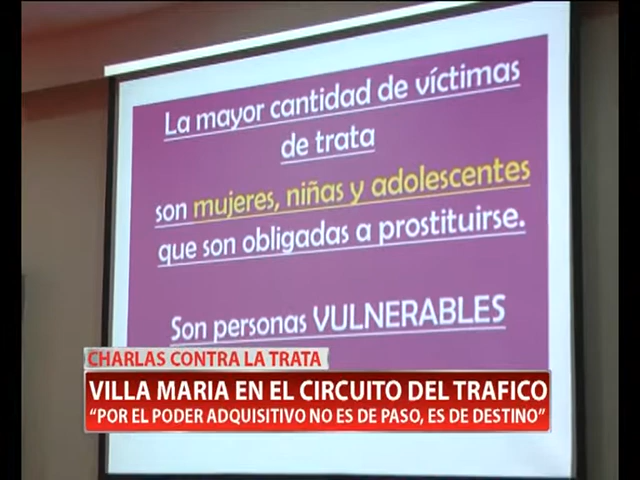 La mayor cantidad de víctimas
de trata
son mujeres, niñas y adolescentes
que son obligadas a prostituirse.
Son personas VULNERABLES
CHARLAS CONTRA LA TRATA
VILLA MARIA EN EL CIRCUITO DEL TRAFICO
“POR EL PODER ADQUISITIVO NO ES DE PASO, ES DE DESTINO”